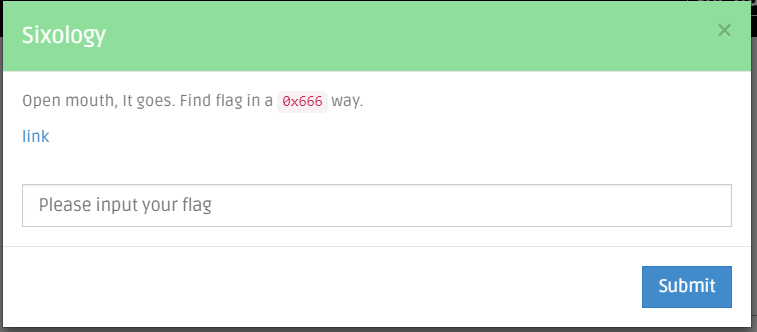 Sixology
×
Open mouth, It goes. Find flag in a 0x666 way.
link
Please input your flag
Submit